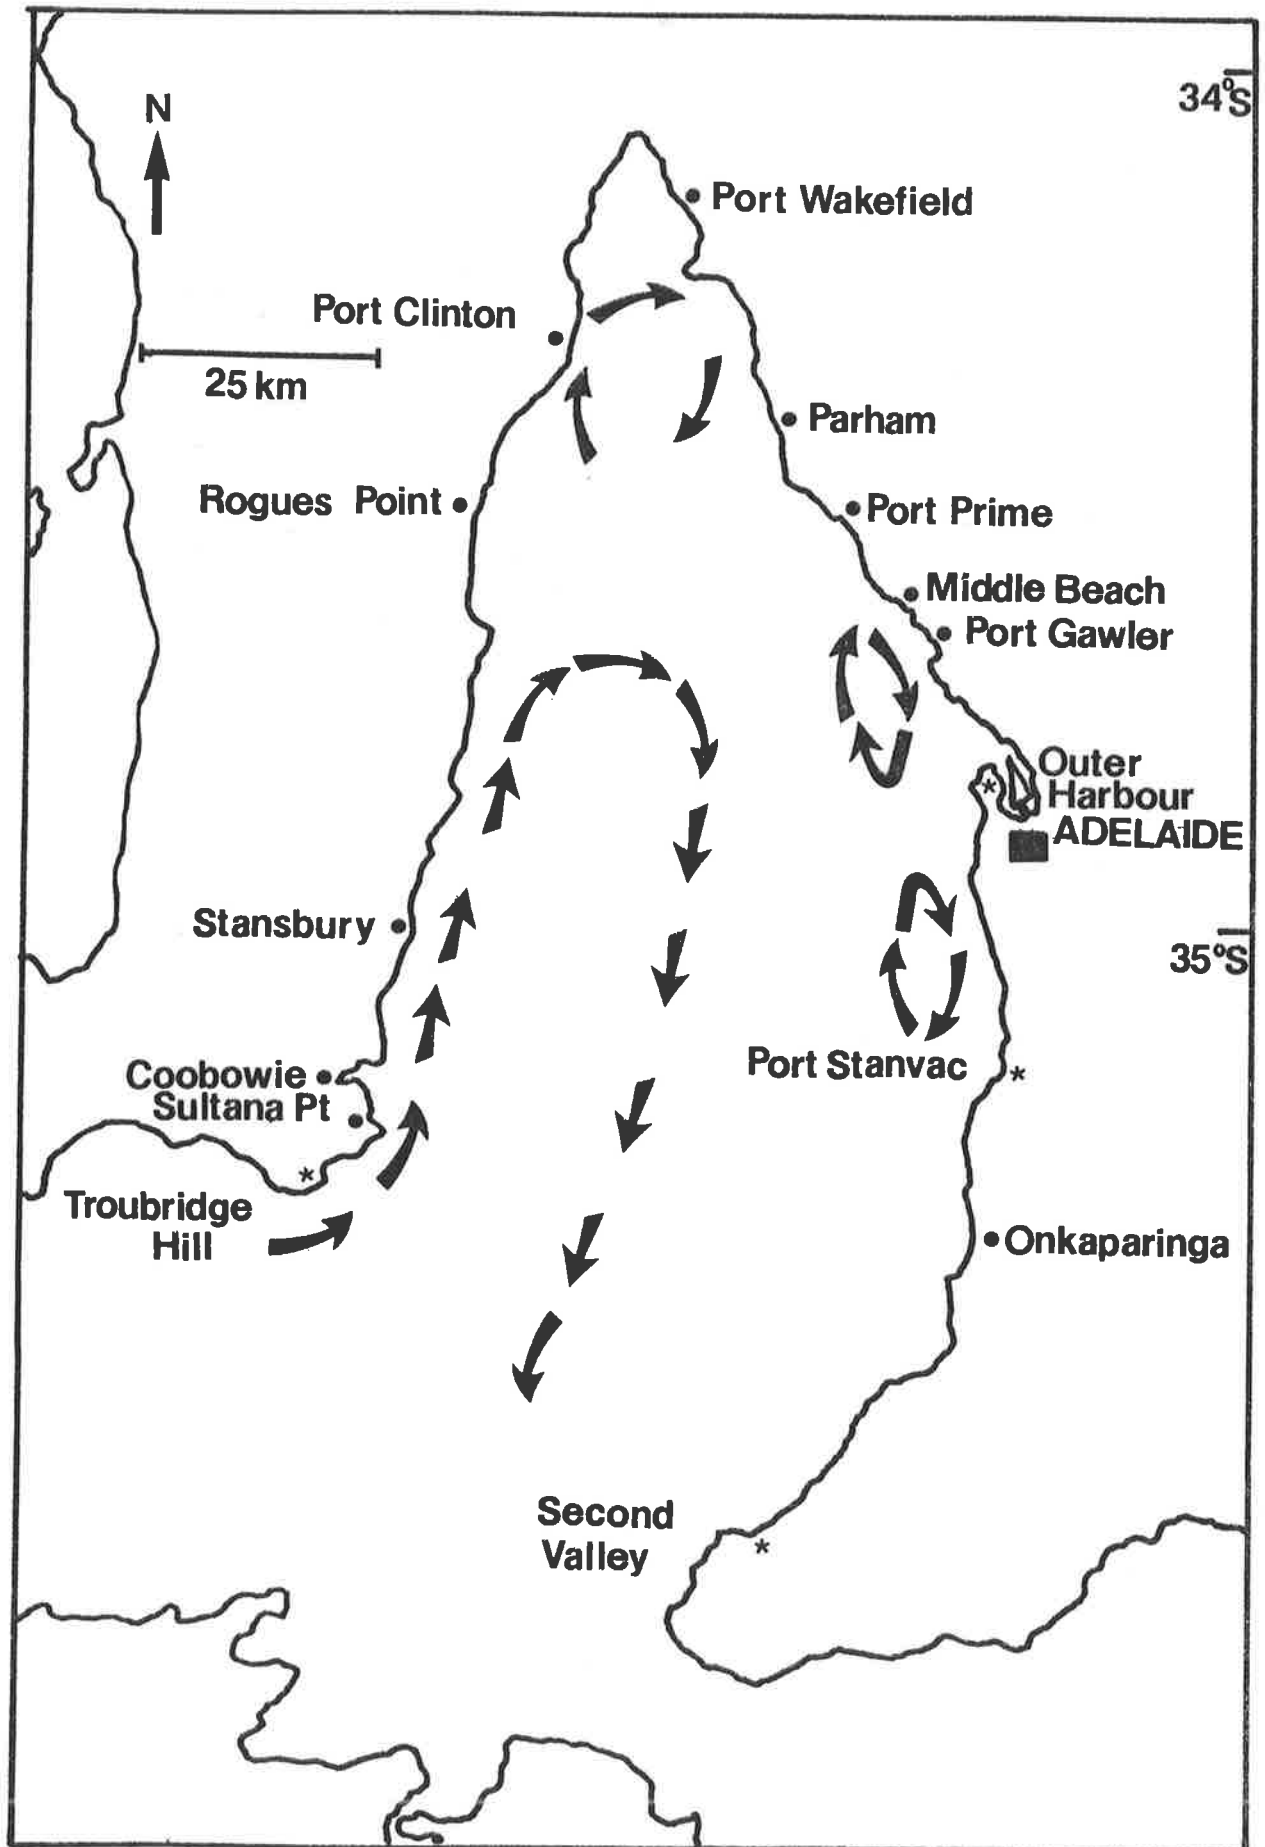 34°S
N
Port Wakefield
Port Clinton
25 km
Parham
Rogues Point
Port Prime
Middle Beach
Port Gawler
Outer
Harbour
ADELAIDE
Stansbury
35°S
Port Stanvac
Coobowie
Sultana Pt
Troubridge
Hill
Onkaparinga
Second
Valley